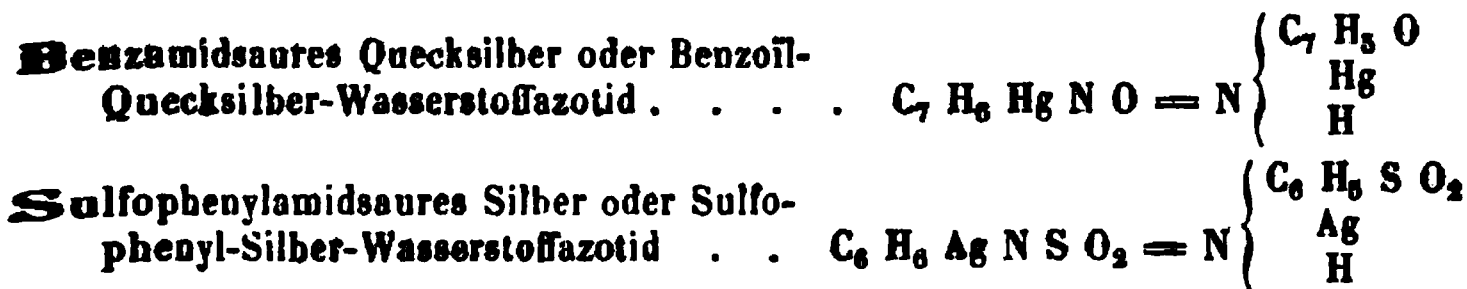 C₇ H₅ O
Benzamidsaures Quecksilber oder Benzoïl-
Hg
Quecksilber-Wasserstoffazotid . . . . C₇ H₆ Hg N O = N {
H
C₆ H₅ S O₂
Sulfophenylamidsaures Silber oder Sulfo-
Ag
phenyl-Silber-Wasserstoffazotid . . C₆ H₆ Ag N S O₂ = N {
H